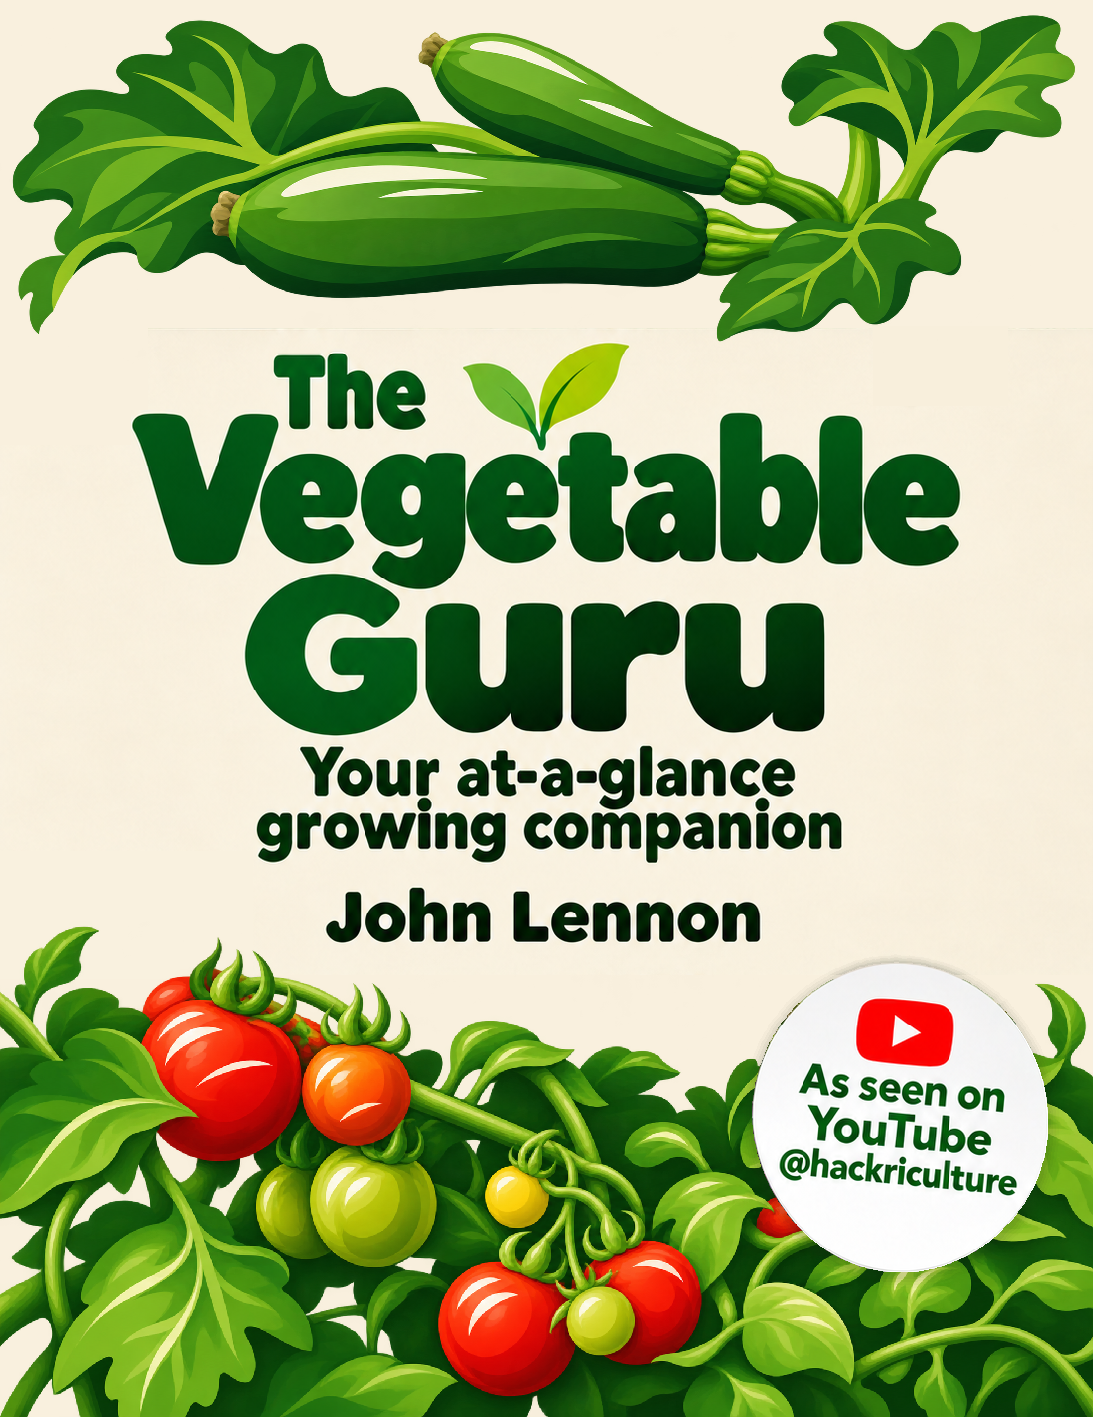 The
Vegetable
Guru
Your at-a-glance
growing companion
John Lennon
As seen on
YouTube
@hackriculture